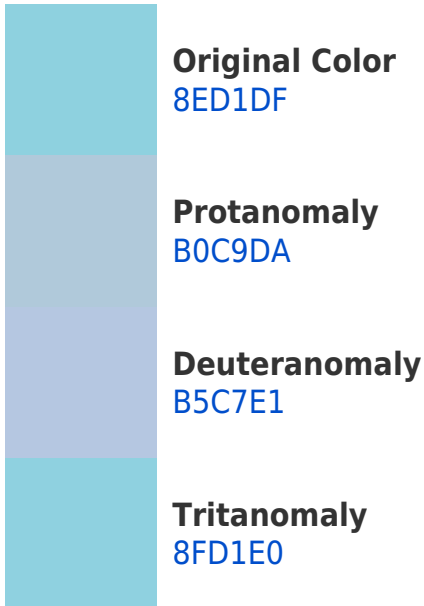 Original Color
8ED1DF
Protanomaly
B0C9DA
Deuteranomaly
B5C7E1
Tritanomaly
8FD1E0